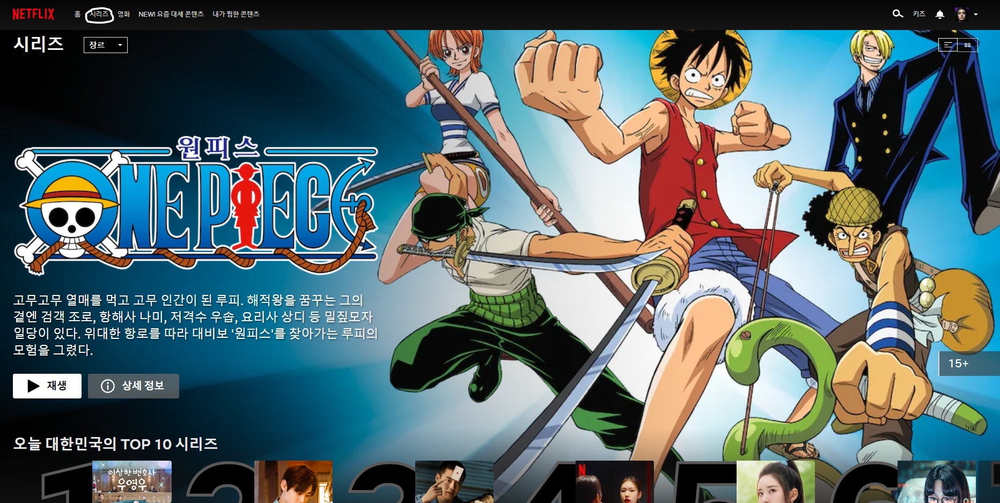 NETFLIX 홈 시리즈 영화 NEW! 요즘 대세 콘텐츠 내가 찜한 콘텐츠 키즈
시리즈 장르
원피스
ONE PIECE
고무고무 열매를 먹고 고무 인간이 된 루피. 해적왕을 꿈꾸는 그의
곁엔 검객 조로, 항해사 나미, 저격수 우솝, 요리사 상디 등 밀짚모자
일당이 있다. 위대한 항로를 따라 대비보 '원피스'를 찾아가는 루피의
모험을 그렸다.
15+
재생 상세 정보
오늘 대한민국의 TOP 10 시리즈
1 2 3 4 5 6
이상한 변호사
우영우
N